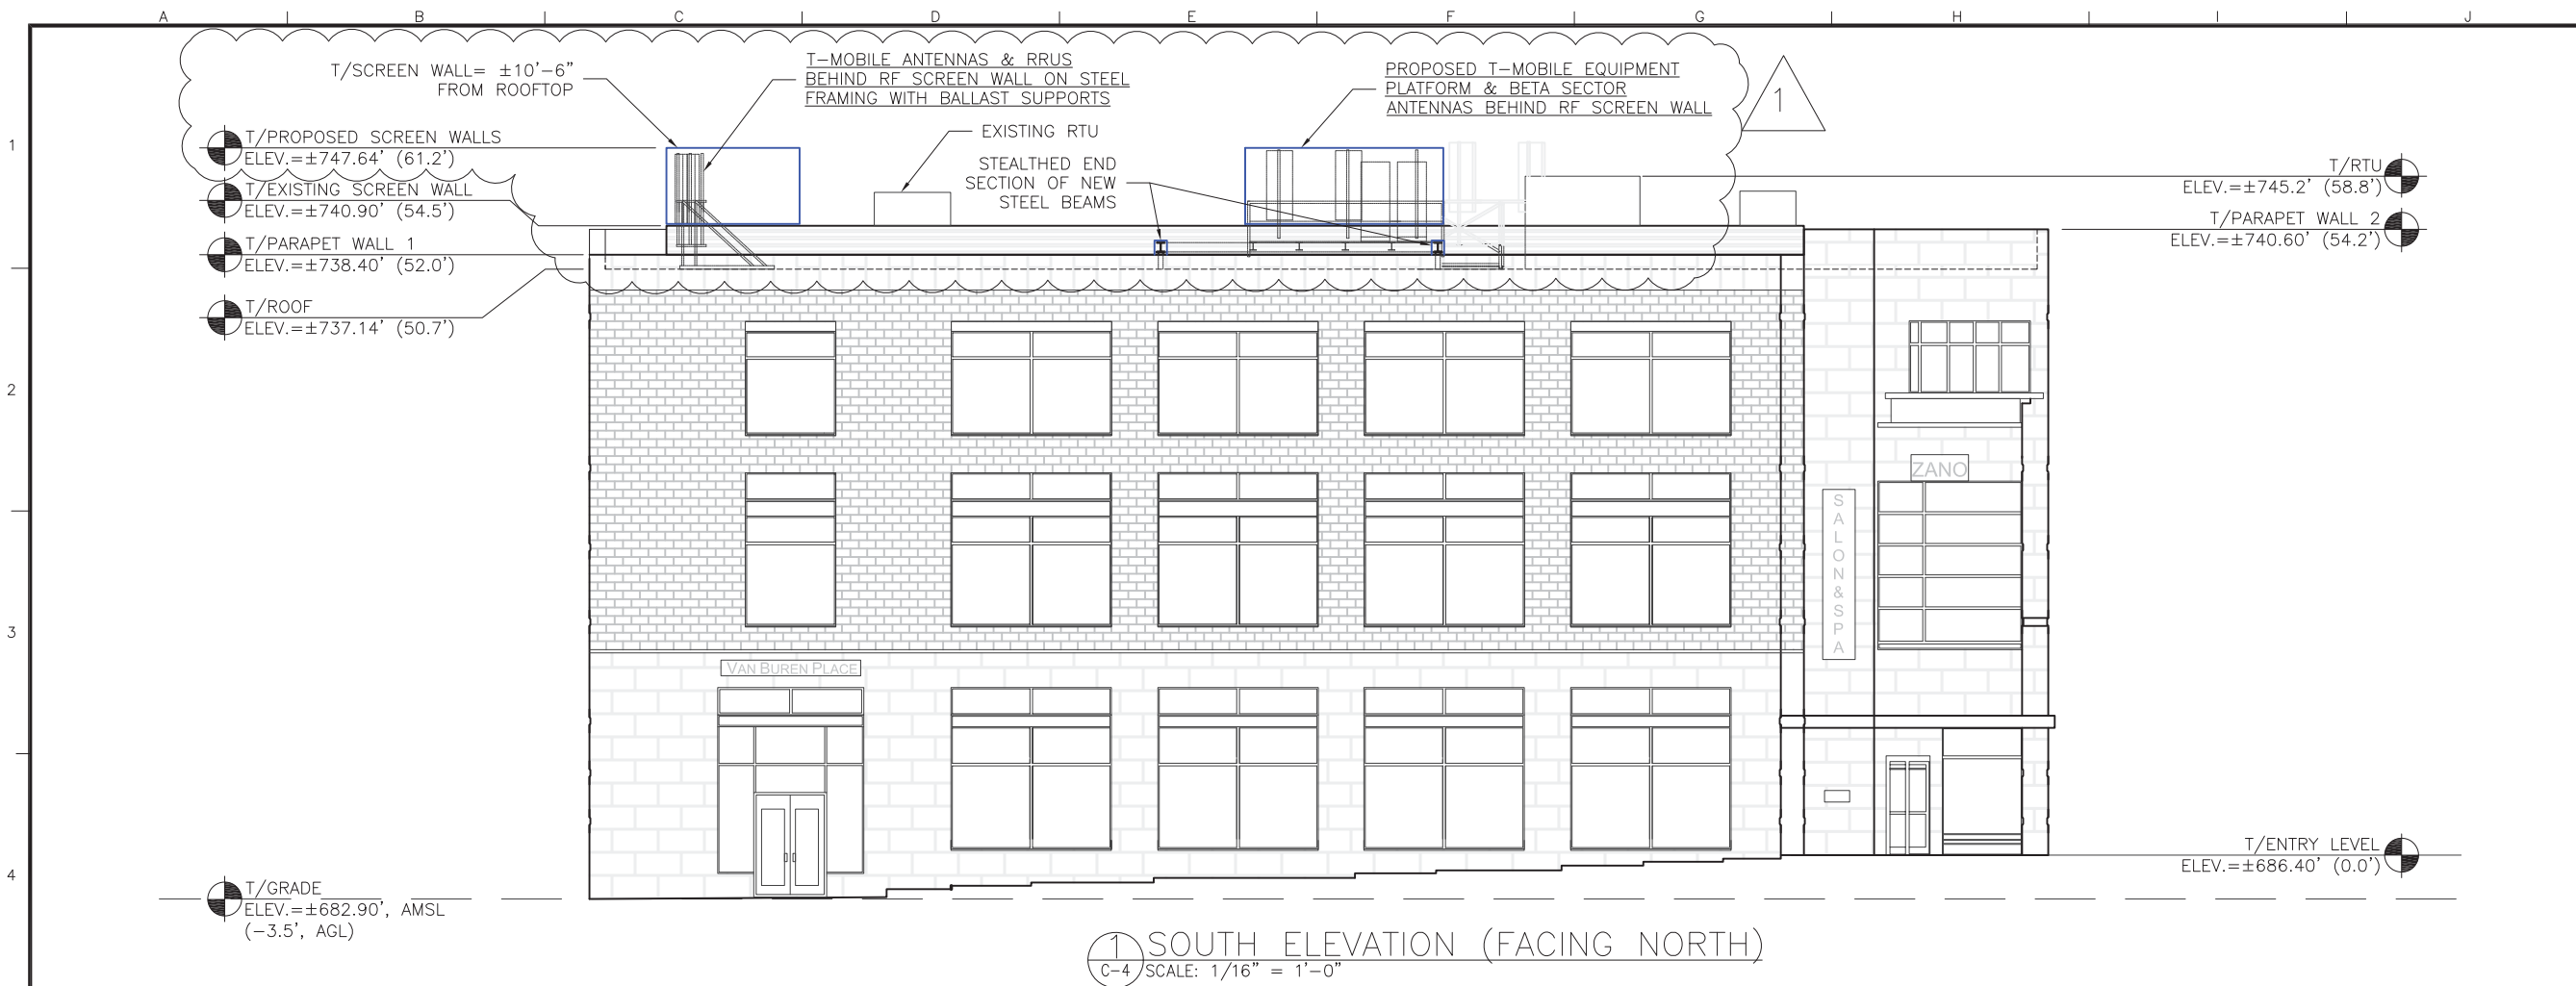 A B C D E F G H I J
T/SCREEN WALL= ±10'-6"
FROM ROOFTOP
T-MOBILE ANTENNAS & RRUS
BEHIND RF SCREEN WALL ON STEEL
FRAMING WITH BALLAST SUPPORTS
PROPOSED T-MOBILE EQUIPMENT
PLATFORM & BETA SECTOR
ANTENNAS BEHIND RF SCREEN WALL
1
EXISTING RTU
STEALTHED END
SECTION OF NEW
STEEL BEAMS
1
T/PROPOSED SCREEN WALLS
ELEV.=±747.64' (61.2')
T/EXISTING SCREEN WALL
ELEV.=±740.90' (54.5')
T/PARAPET WALL 1
ELEV.=±738.40' (52.0')
T/ROOF
ELEV.=±737.14' (50.7')
T/RTU
ELEV.=±745.2' (58.8')
T/PARAPET WALL 2
ELEV.=±740.60' (54.2')
2
ZANO
SALON&SPA
3
VAN BUREN PLACE
T/ENTRY LEVEL
ELEV.=±686.40' (0.0')
4
T/GRADE
ELEV.=±682.90', AMSL
(-3.5', AGL)
1 SOUTH ELEVATION (FACING NORTH)
C-4 SCALE: 1/16" = 1'-0"